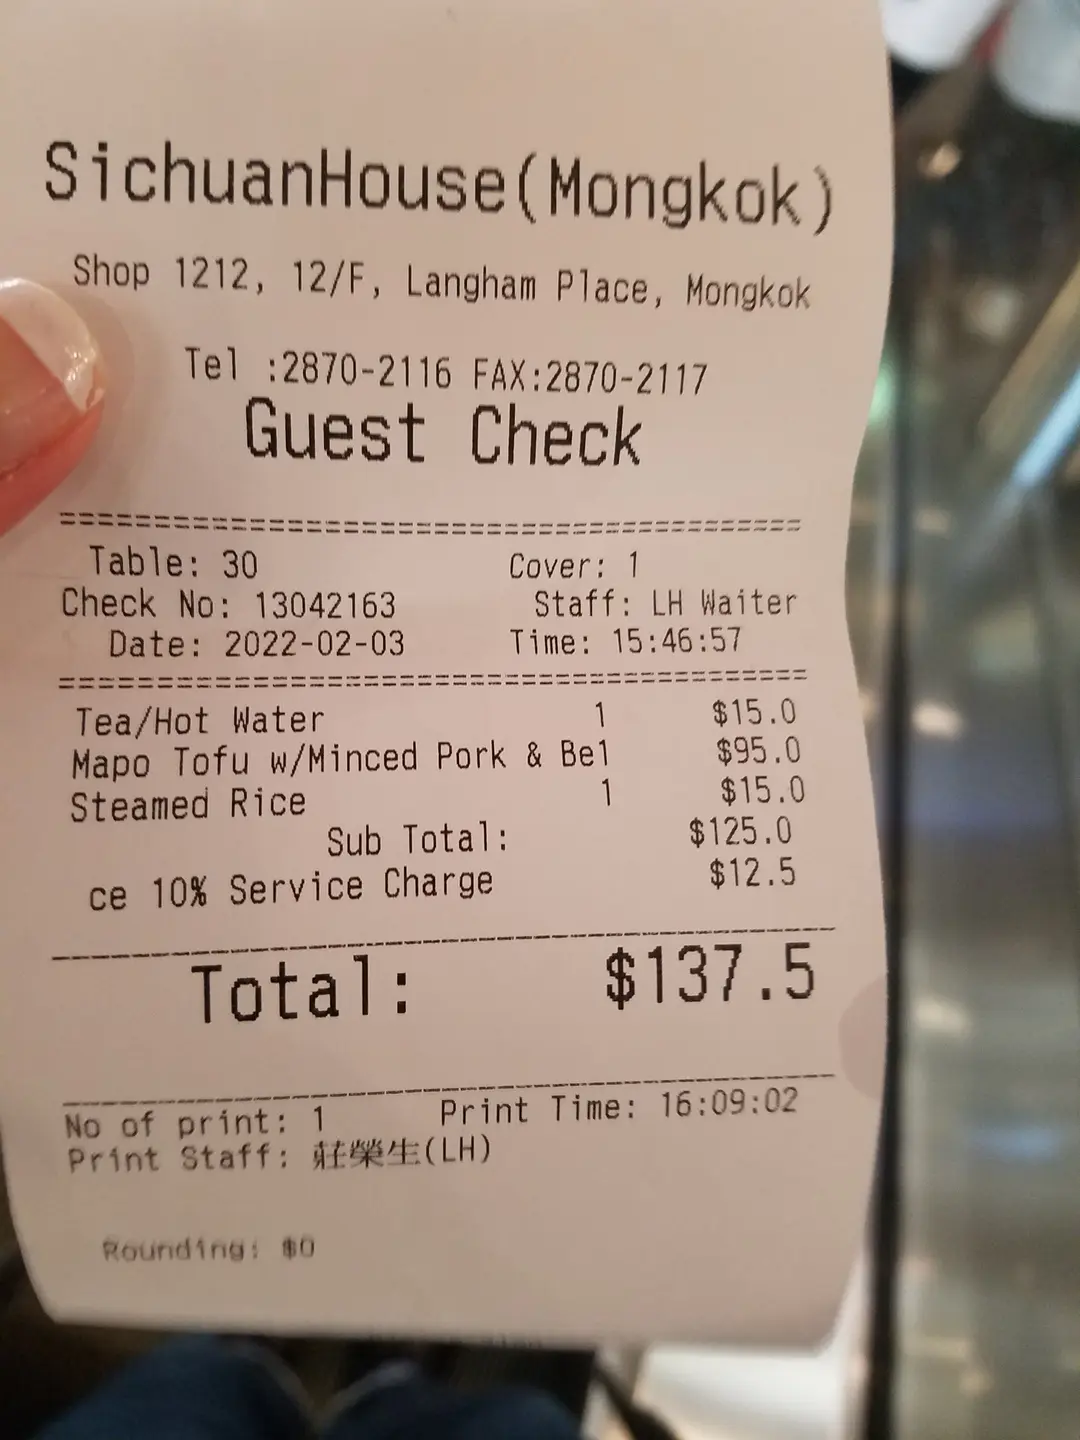 SichuanHouse(Mongkok)
Shop 1212, 12/F, Langham Place, Mongkok
Tel :2870-2116 FAX:2870-2117
Guest Check
================================================
Table: 30 Cover: 1
Check No: 13042163 Staff: LH Waiter
Date: 2022-02-03 Time: 15:46:57
================================================
Tea/Hot Water 1 $15.0
Mapo Tofu w/Minced Pork & Be1 $95.0
Steamed Rice 1 $15.0
Sub Total: $125.0
ce 10% Service Charge $12.5
Total: $137.5
No of print: 1 Print Time: 16:09:02
Print Staff: 莊榮生(LH)
Rounding: $0